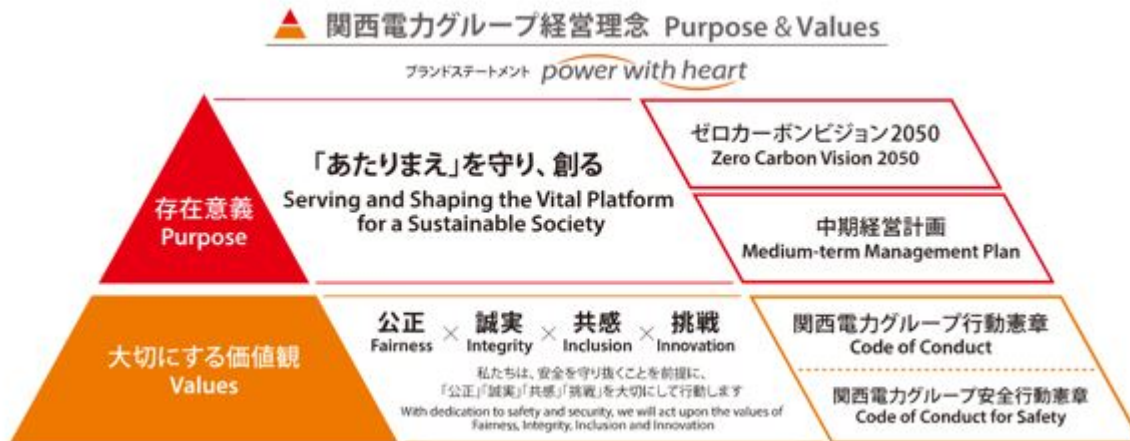 関西電力グループ経営理念 Purpose & Values
ブランドステートメント power with heart
存在意義
Purpose
「あたりまえ」を守り、創る
Serving and Shaping the Vital Platform
for a Sustainable Society
ゼロカーボンビジョン2050
Zero Carbon Vision 2050
中期経営計画
Medium-term Management Plan
大切にする価値観
Values
公正 × 誠実 × 共感 × 挑戦
Fairness Integrity Inclusion Innovation
私たちは、安全を守り抜くことを前提に、
「公正」「誠実」「共感」「挑戦」を大切にして行動します
With dedication to safety and security, we will act upon the values of
Fairness, Integrity, Inclusion and Innovation
関西電力グループ行動憲章
Code of Conduct
関西電力グループ安全行動憲章
Code of Conduct for Safety